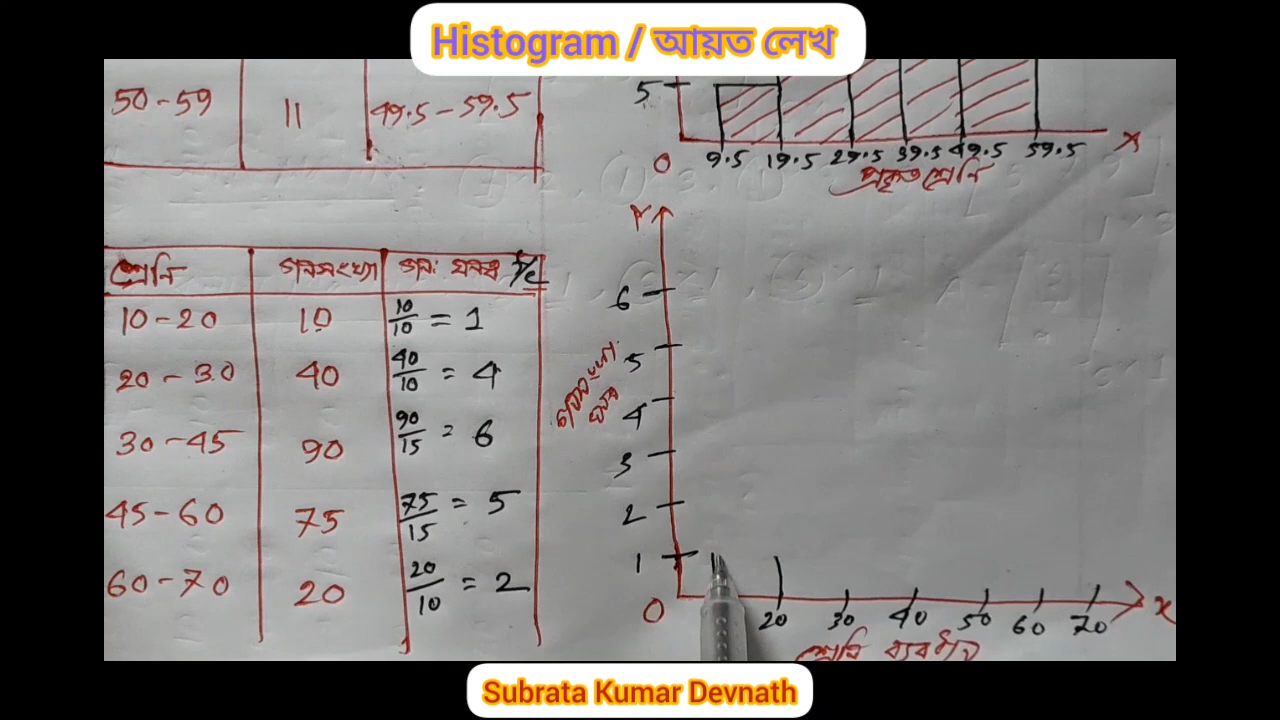 Histogram / আয়ত লেখ
50-59 11 49.5-59.5
5
0 9.5 19.5 29.5 39.5 49.5 59.5 x
প্রকৃত শ্রেনি
শ্রেনি গনসংখ্যা গনঃ ঘনত্ব f/c
10-20 10 10/10 = 1
20-30 40 40/10 = 4
30-45 90 90/15 = 6
45-60 75 75/15 = 5
60-70 20 20/10 = 2
Y
6
5
4
3
2
1
0 20 30 40 50 60 70 x
শ্রেনি
Subrata Kumar Devnath